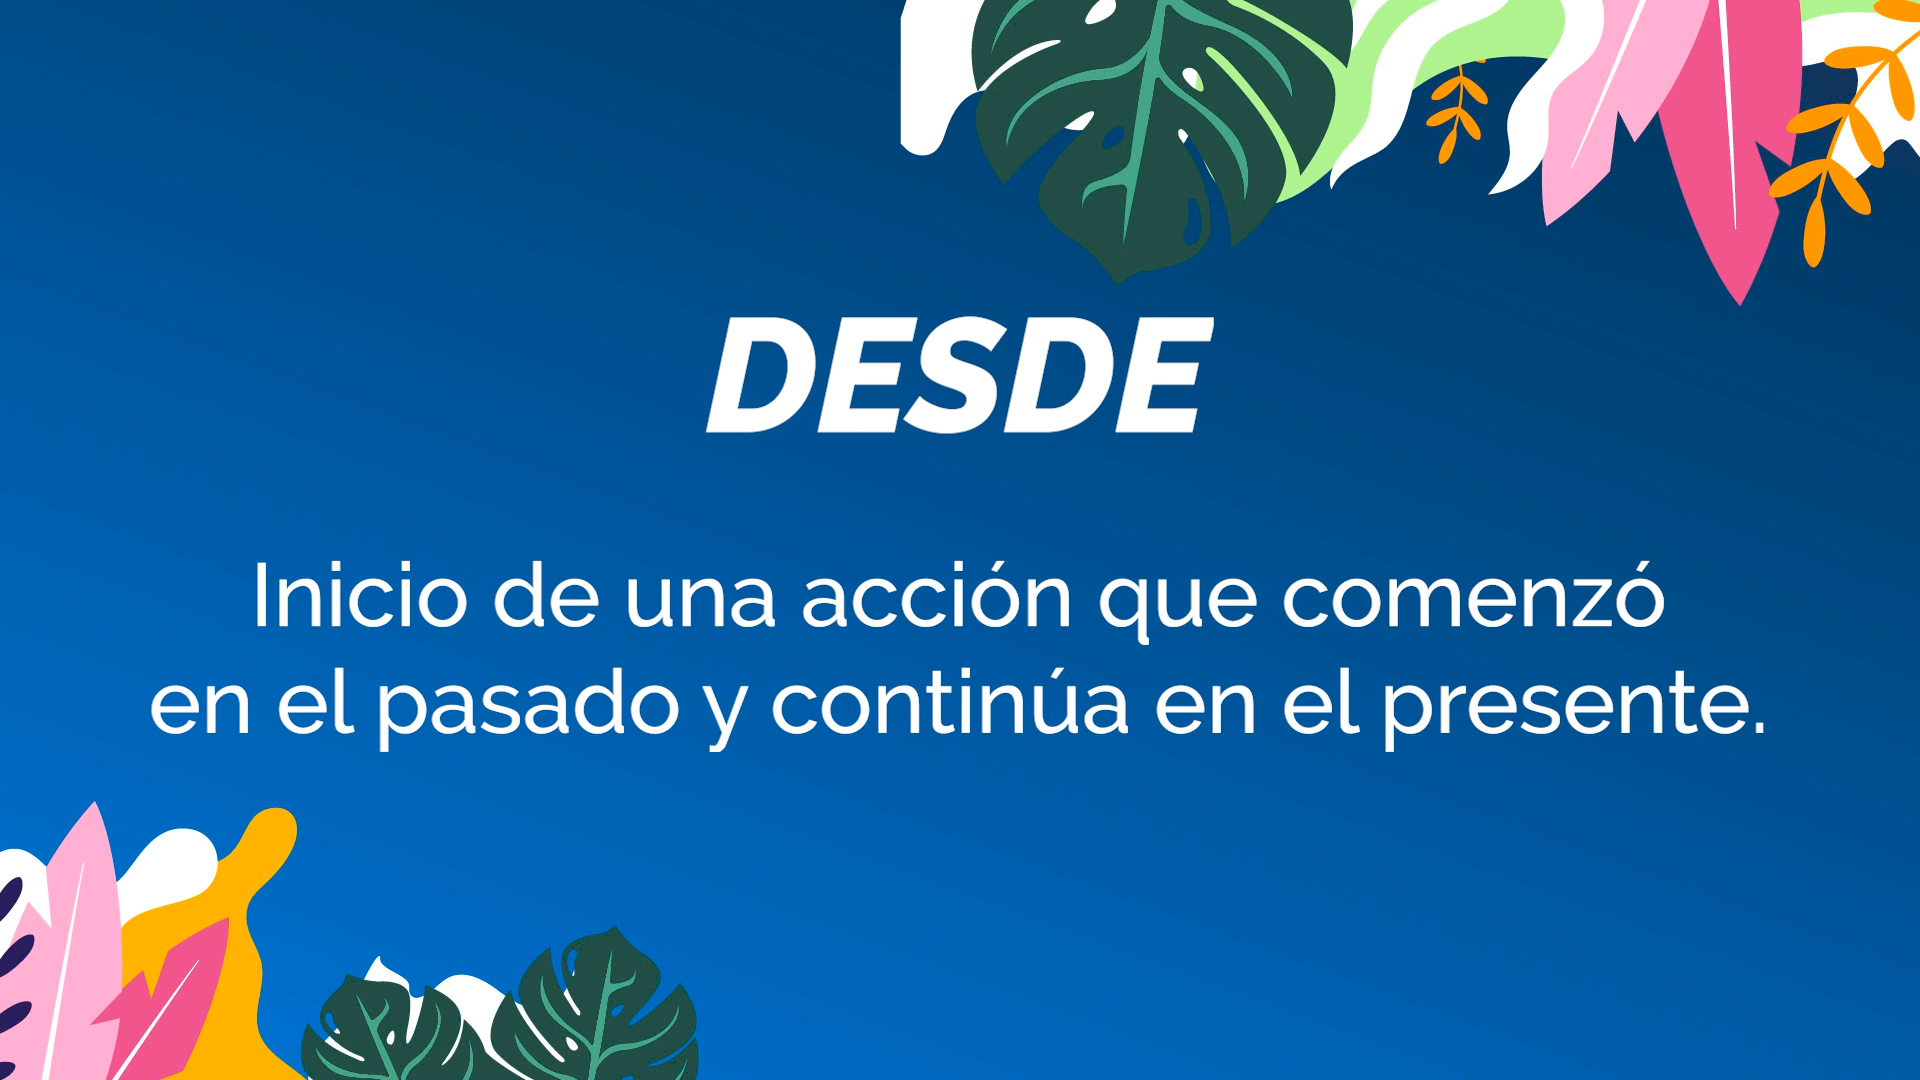 DESDE
Inicio de una acción que comenzó
en el pasado y continúa en el presente.